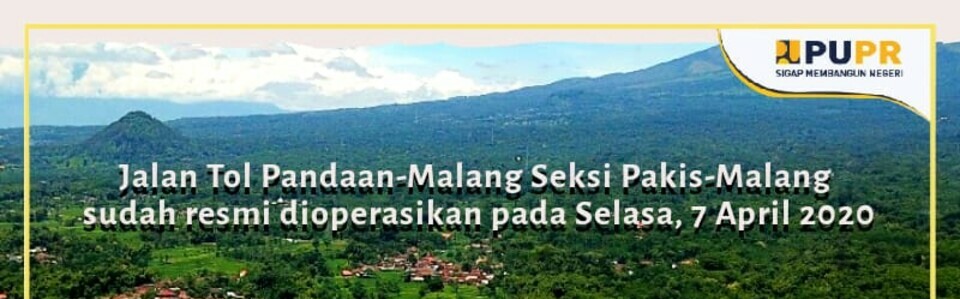 PUPR
SIGAP MEMBANGUN NEGERI
Jalan Tol Pandaan-Malang Seksi Pakis-Malang
sudah resmi dioperasikan pada Selasa, 7 April 2020